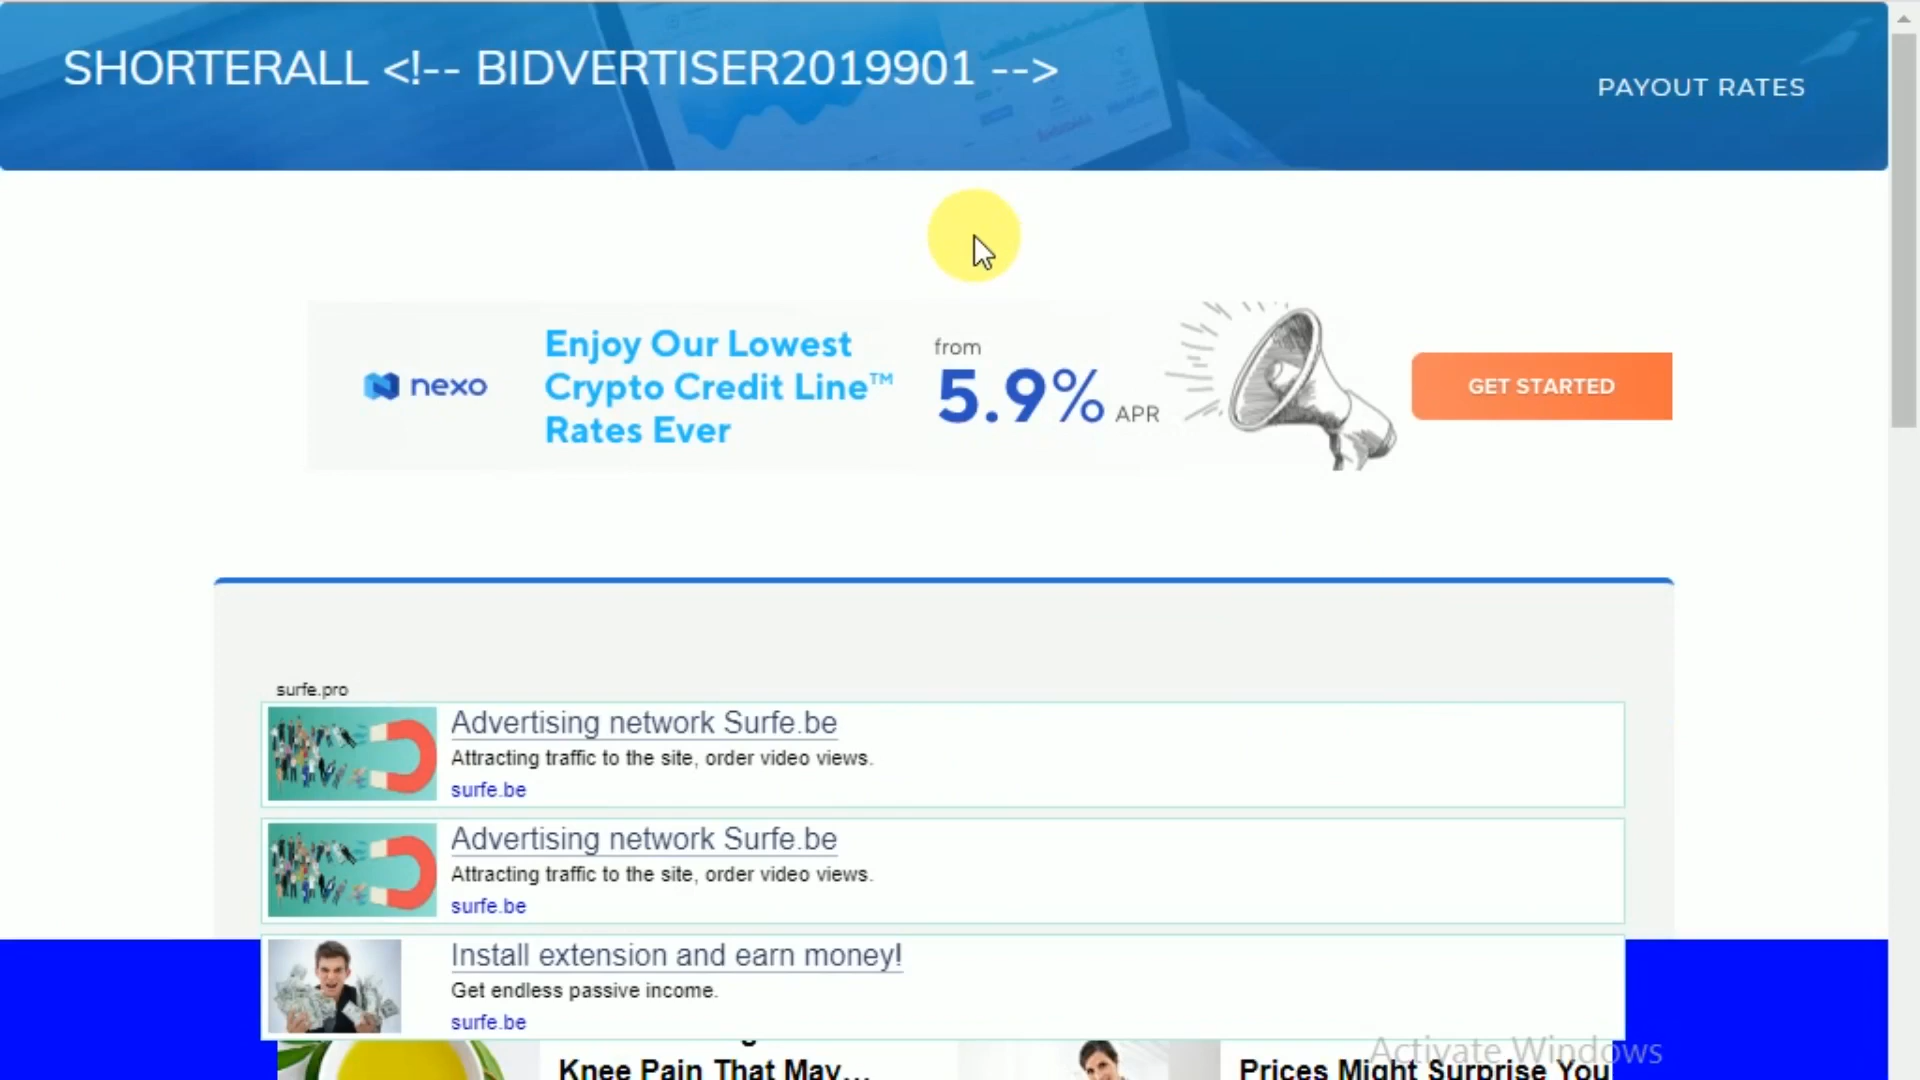 SHORTERALL <!-- BIDVERTISER2019901 -->
PAYOUT RATES
nexo
Enjoy Our Lowest
Crypto Credit Line™
Rates Ever
from
5.9% APR
GET STARTED
surfe.pro
Advertising network Surfe.be
Attracting traffic to the site, order video views.
surfe.be
Advertising network Surfe.be
Attracting traffic to the site, order video views.
surfe.be
Install extension and earn money!
Get endless passive income.
surfe.be
Knee Pain That May...
Prices Might Surprise You
Activate Windows